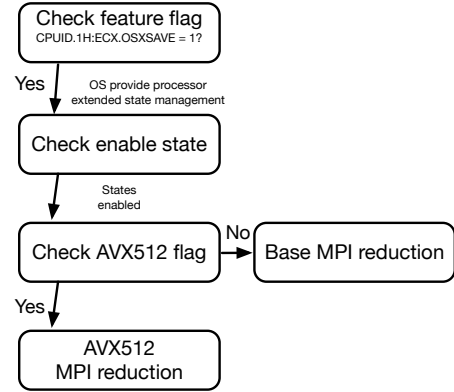 Check feature flag
CPUID.1H:ECX.OSXSAVE = 1?
Yes
OS provide processor
extended state management
Check enable state
States
enabled
Check AVX512 flag
No
Base MPI reduction
Yes
AVX512
MPI reduction